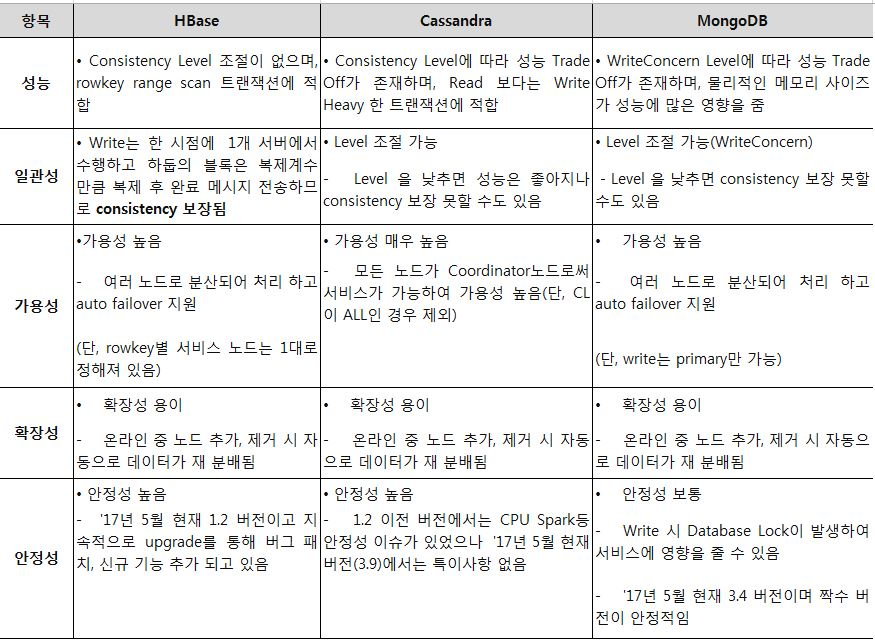 항목
HBase
Cassandra
MongoDB
성능
• Consistency Level 조절이 없으며,
rowkey range scan 트랜잭션에 적
합
• Consistency Level에 따라 성능 Trade
Off가 존재하며, Read 보다는 Write
Heavy 한 트랜잭션에 적합
• WriteConcern Level에 따라 성능 Trade
Off가 존재하며, 물리적인 메모리 사이즈
가 성능에 많은 영향을 줌
일관성
• Write는 한 시점에 1개 서버에서
수행하고 하둡의 블록은 복제계수
만큼 복제 후 완료 메시지 전송하므
로 consistency 보장됨
• Level 조절 가능
- Level 을 낮추면 성능은 좋아지나
consistency 보장 못할 수도 있음
• Level 조절 가능(WriteConcern)
- Level 을 낮추면 consistency 보장 못할
수도 있음
가용성
•가용성 높음
- 여러 노드로 분산되어 처리 하고
auto failover 지원
(단, rowkey별 서비스 노드는 1대로
정해져 있음)
• 가용성 매우 높음
- 모든 노드가 Coordinator노드로써
서비스가 가능하여 가용성 높음(단, CL
이 ALL인 경우 제외)
• 가용성 높음
- 여러 노드로 분산되어 처리 하고
auto failover 지원
(단, write는 primary만 가능)
확장성
• 확장성 용이
- 온라인 중 노드 추가, 제거 시 자
동으로 데이터가 재 분배됨
• 확장성 용이
- 온라인 중 노드 추가, 제거 시 자동
으로 데이터가 재 분배됨
• 확장성 용이
- 온라인 중 노드 추가, 제거 시 자동으
로 데이터가 재 분배됨
안정성
• 안정성 높음
- '17년 5월 현재 1.2 버전이고 지
속적으로 upgrade를 통해 버그 패
치, 신규 기능 추가 되고 있음
• 안정성 높음
- 1.2 이전 버전에서는 CPU Spark등
안정성 이슈가 있었으나 '17년 5월 현재
버전(3.9)에서는 특이사항 없음
• 안정성 보통
- Write 시 Database Lock이 발생하여
서비스에 영향을 줄 수 있음
- '17년 5월 현재 3.4 버전이며 짝수 버
전이 안정적임